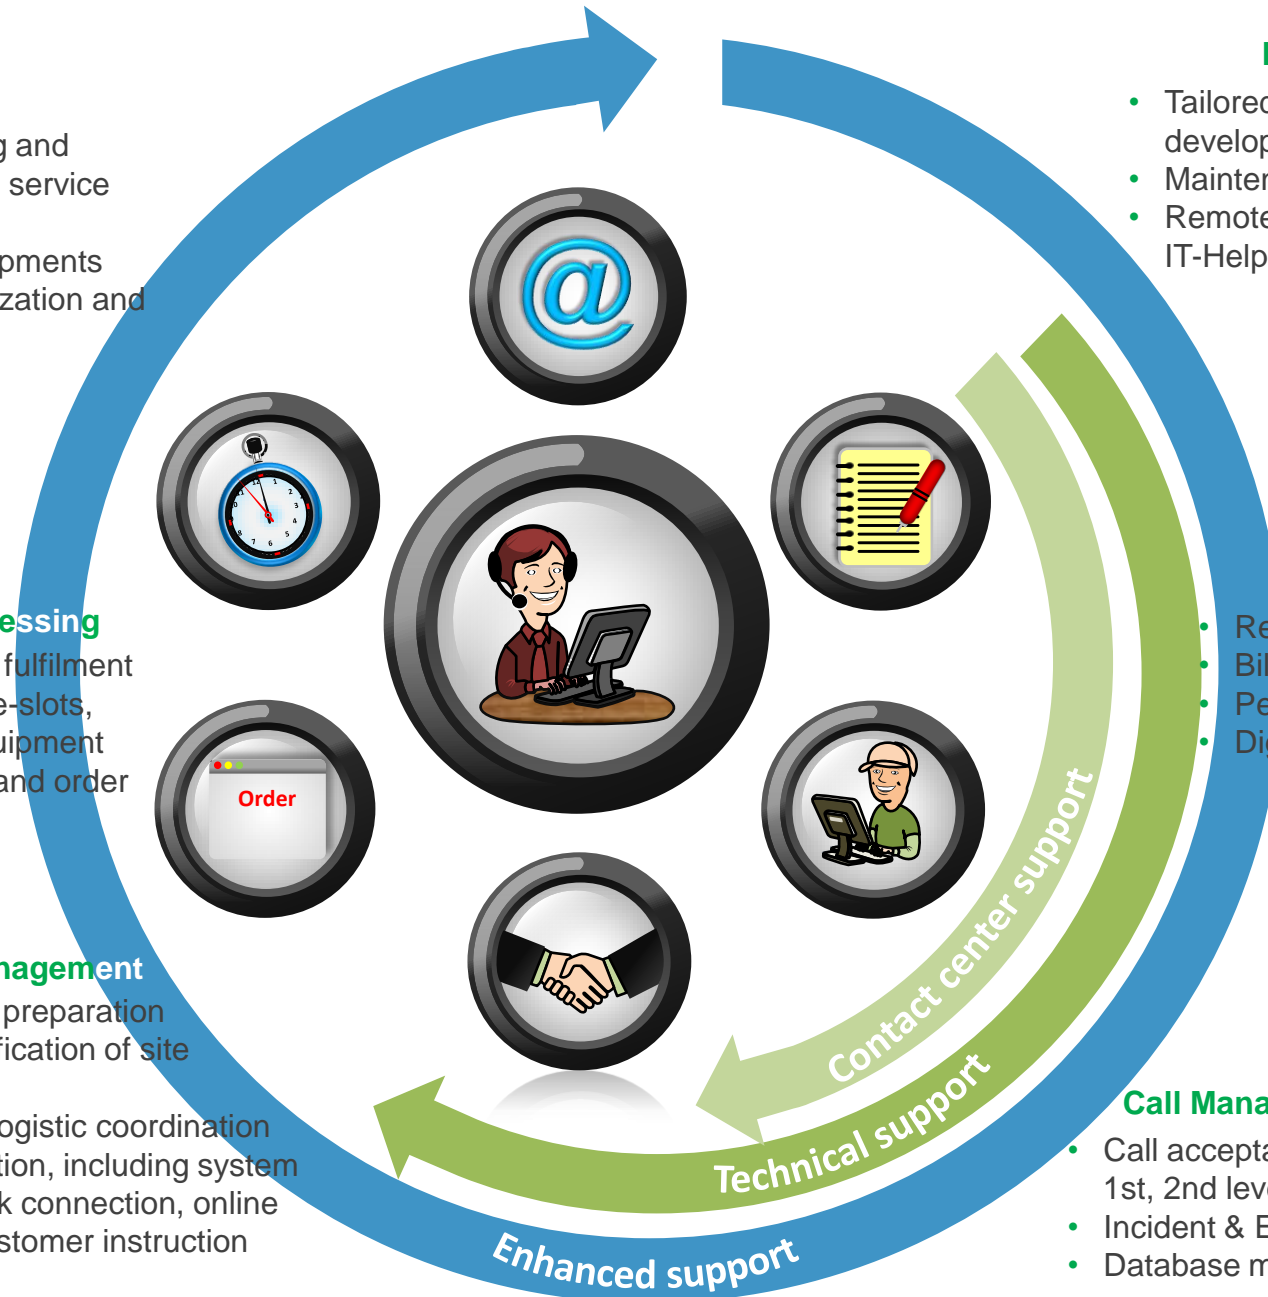 g and
service
pments
zation and
Tailored
develop
Mainten
Remote
IT-Help
essing
fulfilment
e-slots,
uipment
and order
Order
Re
Bil
Pe
Dig
nagement
preparation
fication of site
ogistic coordination
tion, including system
k connection, online
stomer instruction
Call Mana
Call accepta
1st, 2nd leve
Incident & E
Database m
Contact center support
Technical support
Enhanced support